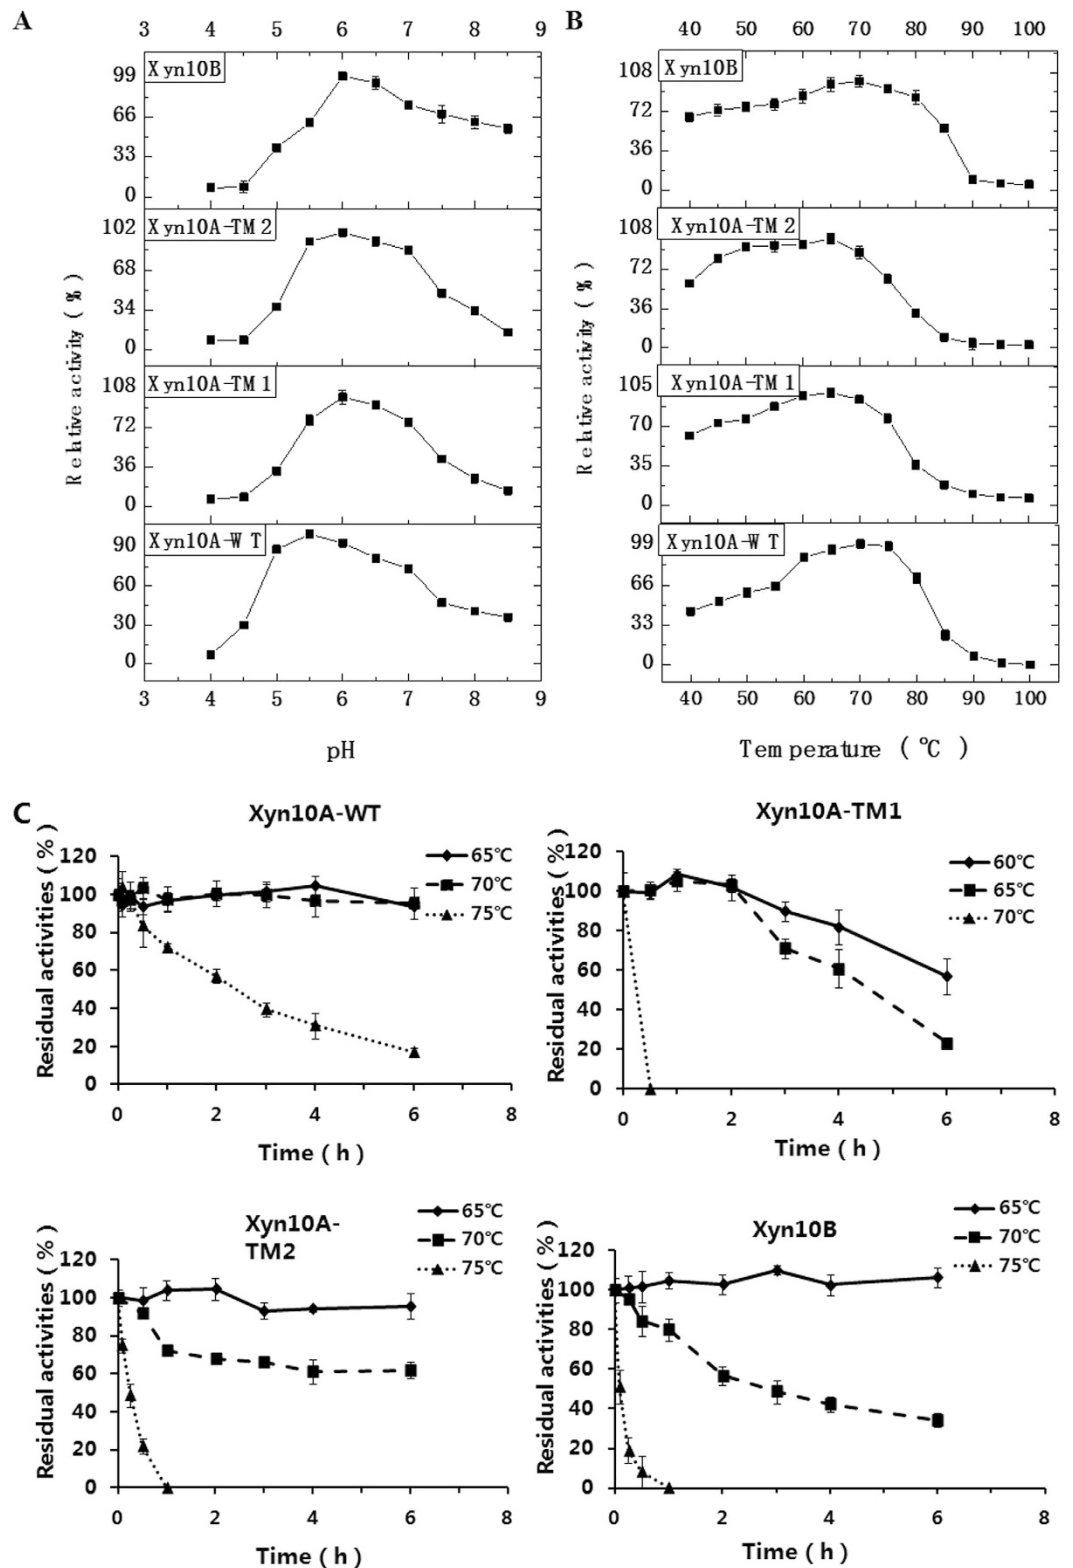 A
3 4 5 6 7 8 9
Xyn10B
99
66
33
0
Xyn10A-TM2
102
68
34
0
Xyn10A-TM1
108
72
36
0
Xyn10A-WT
90
60
30
0
3 4 5 6 7 8 9
Relative activity (%)
pH
B
40 50 60 70 80 90 100
Xyn10B
108
72
36
0
Xyn10A-TM2
108
72
36
0
Xyn10A-TM1
105
70
35
0
Xyn10A-WT
99
66
33
0
40 50 60 70 80 90 100
Relative activity (%)
Temperature (°C)
C
Xyn10A-WT
65℃
70℃
75℃
120
100
80
60
40
20
0
0 2 4 6 8
Residual activities (%)
Time (h)
Xyn10A-TM1
60℃
65℃
70℃
120
100
80
60
40
20
0
0 2 4 6 8
Residual activities (%)
Time (h)
Xyn10A-
TM2
65℃
70℃
75℃
120
100
80
60
40
20
0
0 2 4 6 8
Residual activities (%)
Time (h)
Xyn10B
65℃
70℃
75℃
120
100
80
60
40
20
0
0 2 4 6 8
Residual activities (%)
Time (h)